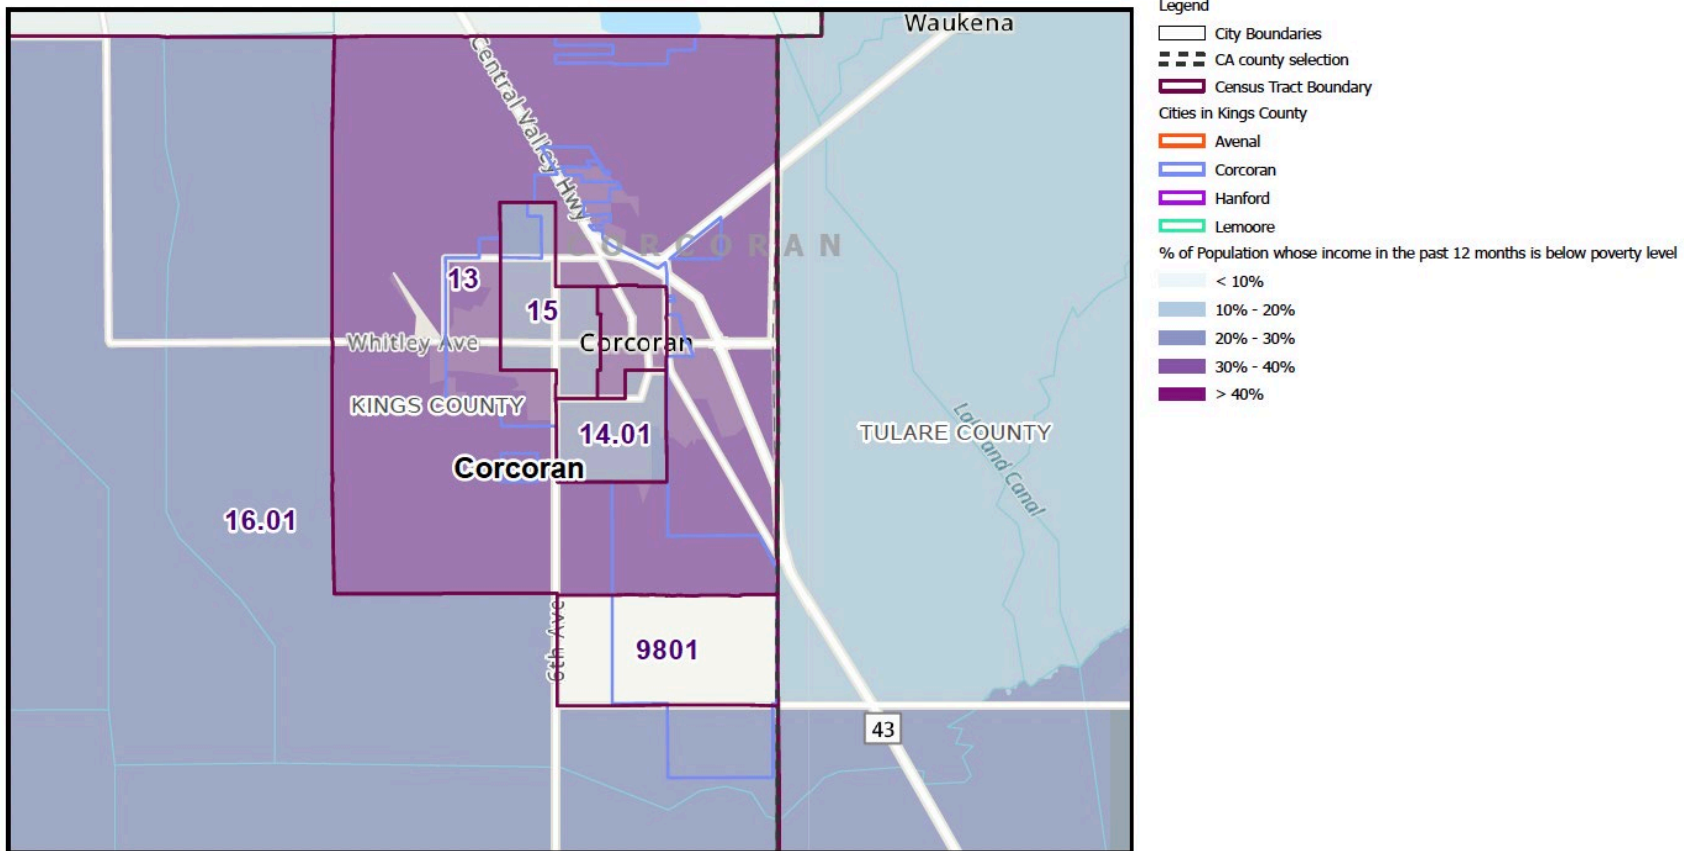 Waukena
Central Valley Hwy
CORCORAN
13
15
Whitley Ave
Corcoran
KINGS COUNTY
14.01
TULARE COUNTY
Corcoran
16.01
6th Ave
9801
43
Legend
City Boundaries
CA county selection
Census Tract Boundary
Cities in Kings County
Avenal
Corcoran
Hanford
Lemoore
% of Population whose income in the past 12 months is below poverty level
< 10%
10% - 20%
20% - 30%
30% - 40%
> 40%
Canal